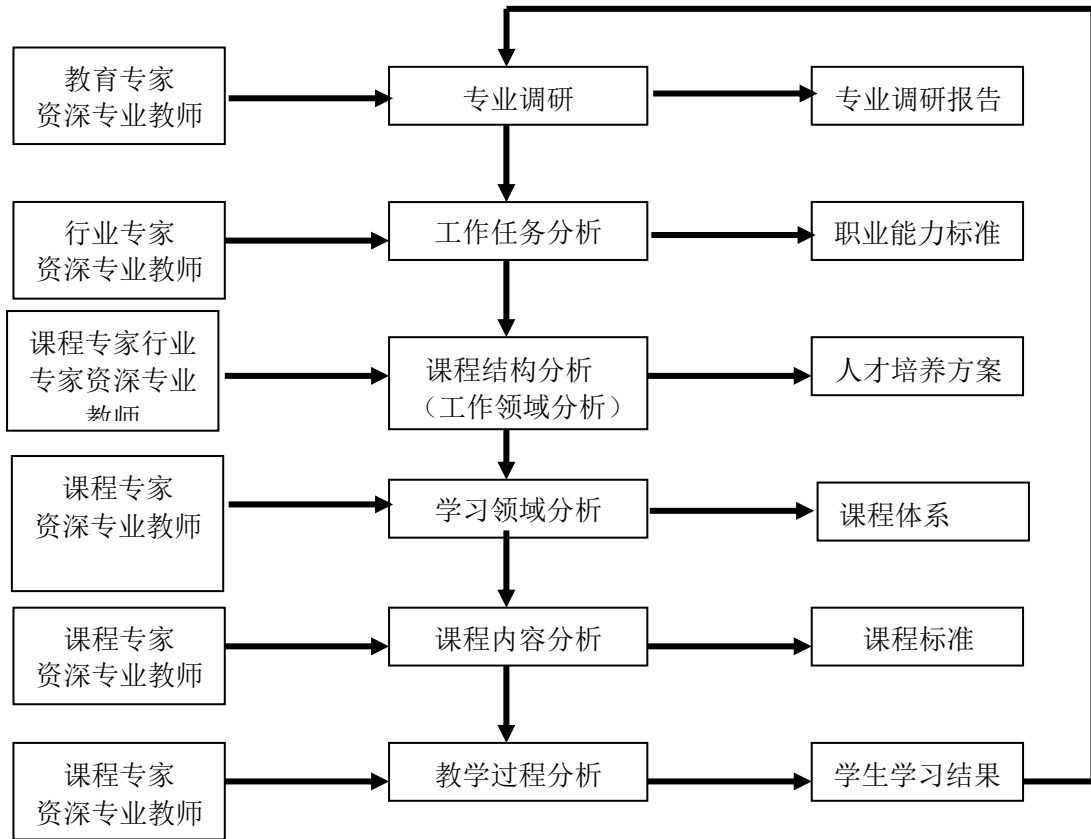 教育专家
资深专业教师
专业调研
专业调研报告
行业专家
资深专业教师
工作任务分析
职业能力标准
课程专家行业
专家资深专业
教师
课程结构分析
（工作领域分析）
人才培养方案
课程专家
资深专业教师
学习领域分析
课程体系
课程专家
资深专业教师
课程内容分析
课程标准
课程专家
资深专业教师
教学过程分析
学生学习结果